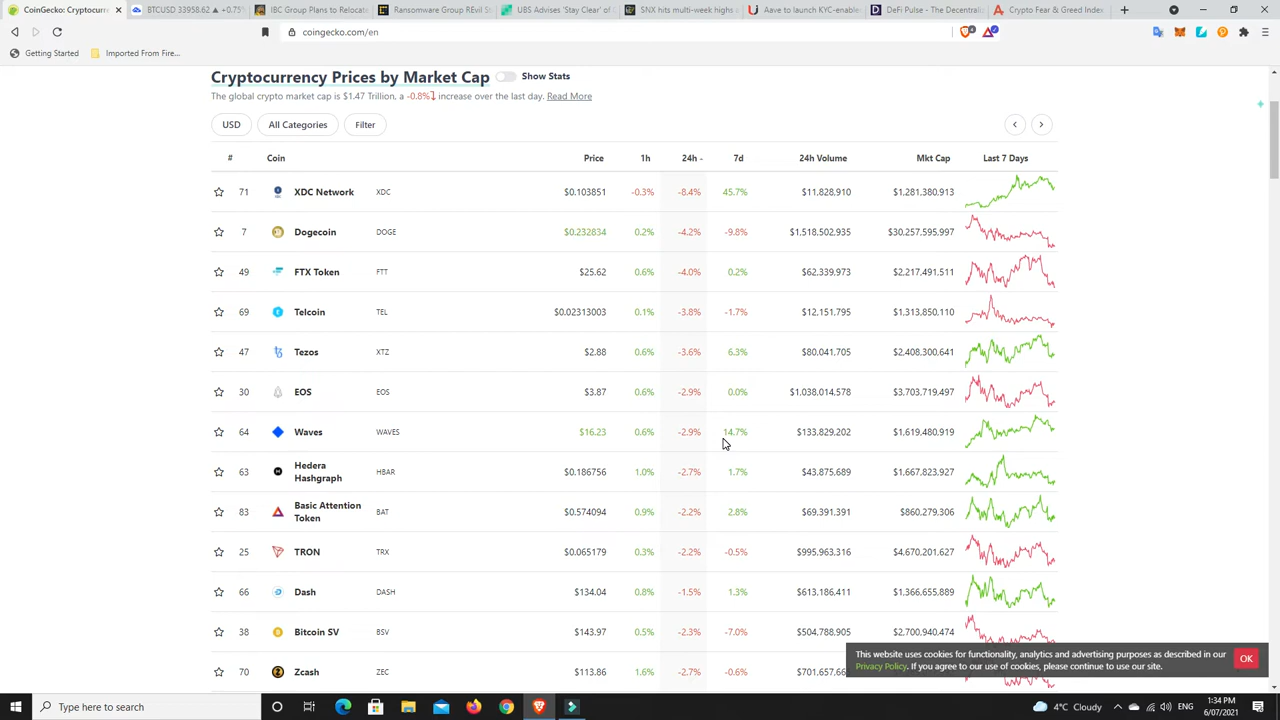 CoinGecko: Cryptocurrenc
BTCUSD 33958.62 ▲ +0.75%
IBC Group Plans to Relocat
Ransomware Group REvil S
UBS Advises 'Stay Clear' of
SNX hits multi-week highs a
Aave to launch KYC-enable
DeFi Pulse - The Decentrali
Crypto Fear & Greed Index
coingecko.com/en
Getting Started
Imported From Fire...
Cryptocurrency Prices by Market Cap
Show Stats
The global crypto market cap is $1.47 Trillion, a -0.8% increase over the last day. Read More
USD
All Categories
Filter
# Coin Price 1h 24h 7d 24h Volume Mkt Cap Last 7 Days
71 XDC Network XDC $0.103851 -0.3% -8.4% 45.7% $11,828,910 $1,281,380,913
7 Dogecoin DOGE $0.232834 0.2% -4.2% -9.8% $1,518,502,935 $30,257,595,997
49 FTX Token FTT $25.62 0.6% -4.0% 0.2% $62,339,973 $2,217,491,511
69 Telcoin TEL $0.02313003 0.1% -3.8% -1.7% $12,151,795 $1,313,850,110
47 Tezos XTZ $2.88 0.6% -3.6% 6.3% $80,041,705 $2,408,300,641
30 EOS EOS $3.87 0.6% -2.9% 0.0% $1,038,014,578 $3,703,719,497
64 Waves WAVES $16.23 0.6% -2.9% 14.7% $133,829,202 $1,619,480,919
63 Hedera Hashgraph HBAR $0.186756 1.0% -2.7% 1.7% $43,875,689 $1,667,823,927
83 Basic Attention Token BAT $0.574094 0.9% -2.2% 2.8% $69,391,391 $860,279,306
25 TRON TRX $0.065179 0.3% -2.2% -0.5% $995,963,316 $4,670,201,627
66 Dash DASH $134.04 0.8% -1.5% 1.3% $613,186,411 $1,366,655,889
38 Bitcoin SV BSV $143.97 0.5% -2.3% -7.0% $504,788,905 $2,700,940,474
70 Zcash ZEC $113.86 1.6% -2.7% -0.6%
This website uses cookies for functionality, analytics and advertising purposes as described in our
Privacy Policy. If you agree to our use of cookies, please continue to use our site.
OK
Type here to search
4°C Cloudy
ENG
1:34 PM
6/07/2021